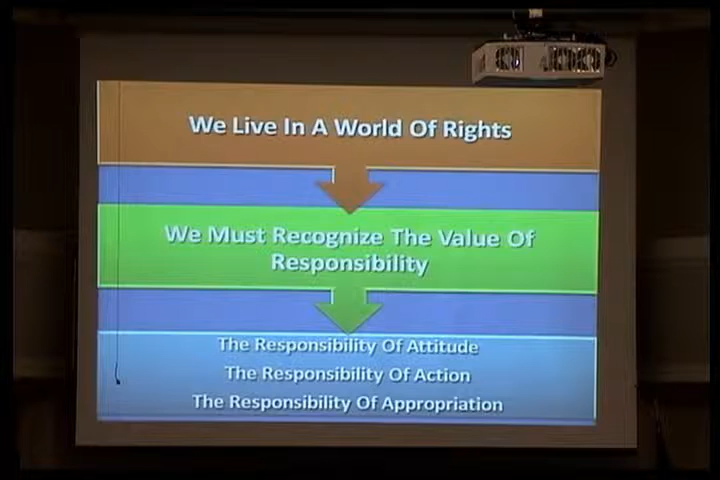 We Live In A World Of Rights
We Must Recognize The Value Of
Responsibility
The Responsibility Of Attitude
The Responsibility Of Action
The Responsibility Of Appropriation